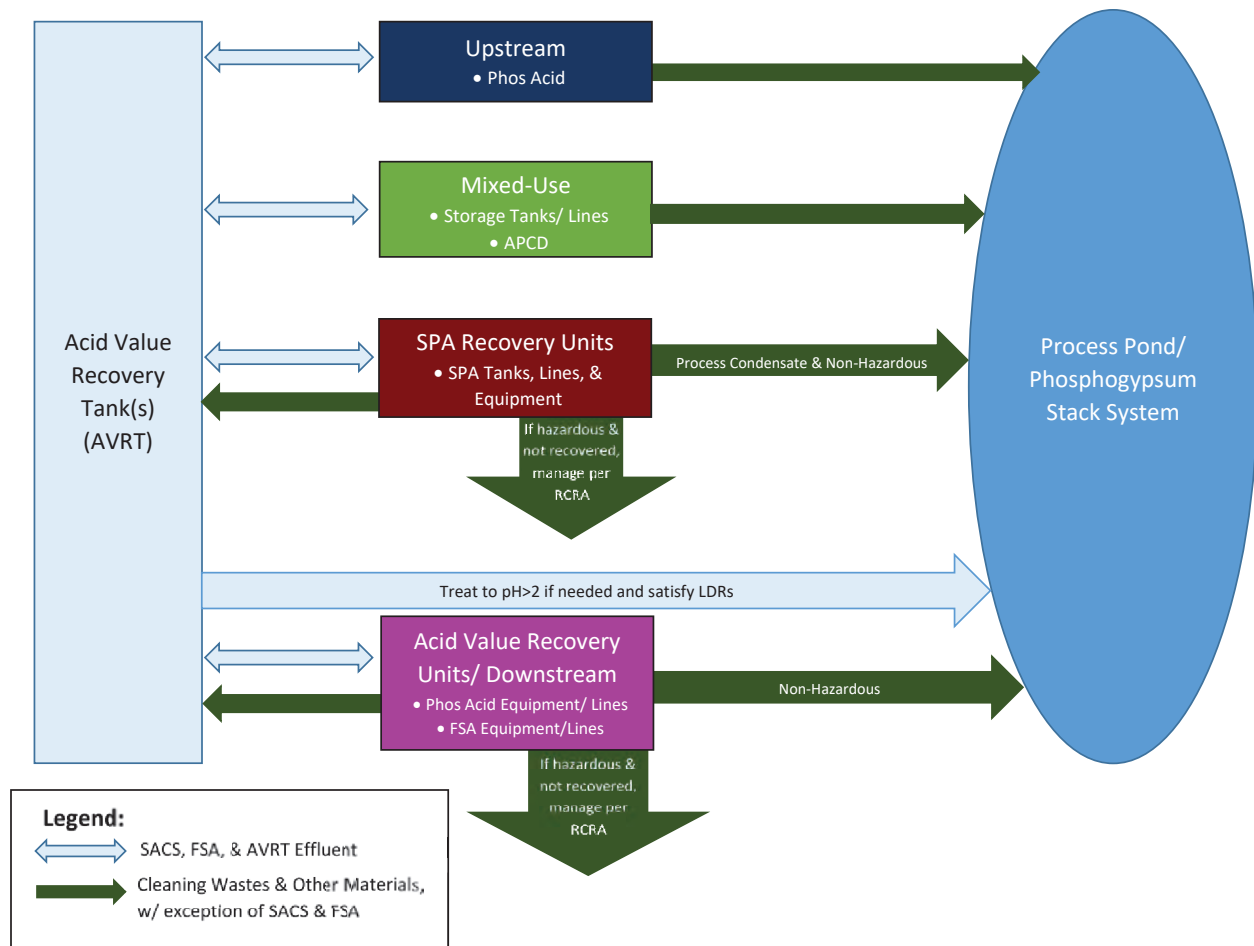 Upstream
• Phos Acid
Mixed-Use
• Storage Tanks/ Lines
• APCD
Acid Value
Recovery
Tank(s)
(AVRT)
SPA Recovery Units
• SPA Tanks, Lines, &
Equipment
Process Condensate & Non-Hazardous
Process Pond/
Phosphogypsum
Stack System
If hazardous &
not recovered,
manage per
RCRA
Treat to pH>2 if needed and satisfy LDRs
Acid Value Recovery
Units/ Downstream
• Phos Acid Equipment/ Lines
• FSA Equipment/Lines
Non-Hazardous
If hazardous &
not recovered,
manage per
RCRA
Legend:
SACS, FSA, & AVRT Effluent
Cleaning Wastes & Other Materials,
w/ exception of SACS & FSA